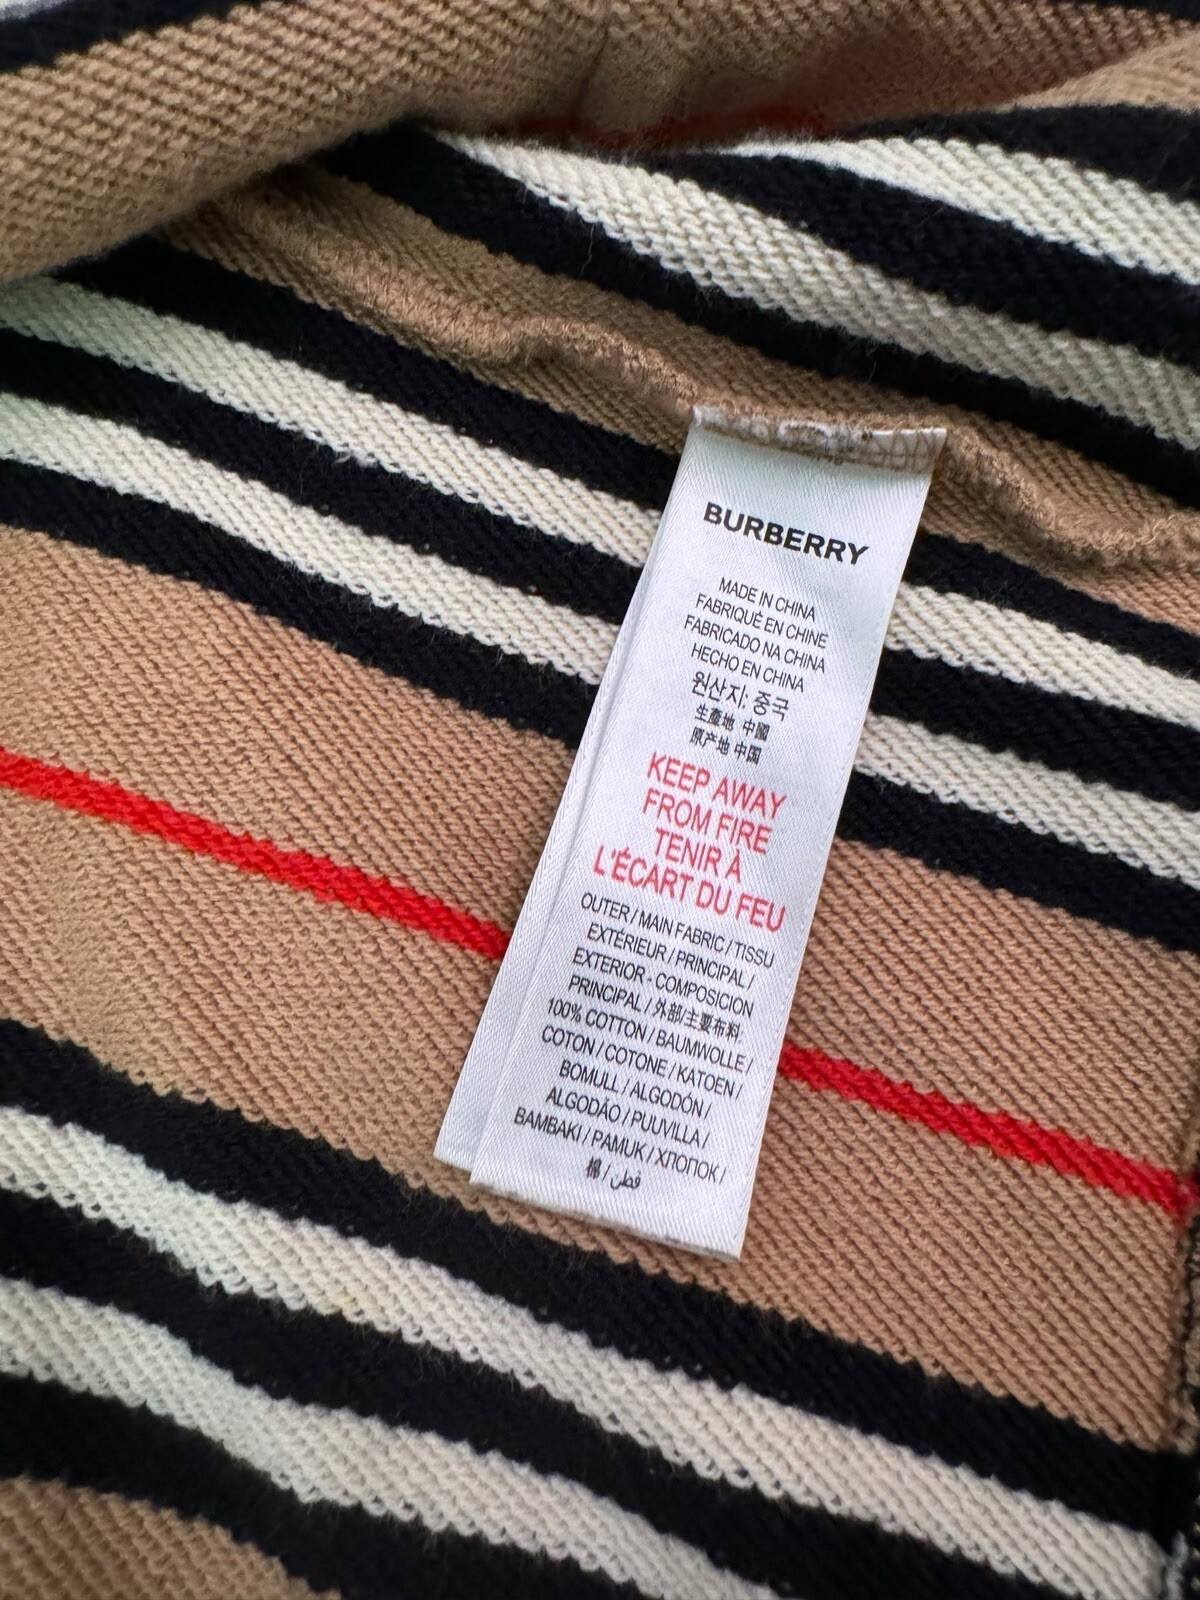 BURBERRY
MADE IN CHINA
FABRIQUÉ EN CHINE
FABRICADO NA CHINA
HECHO EN CHINA
원산지: 중국
生產地 中國
原产地 中国
KEEP AWAY
FROM FIRE
TENIR À
L'ÉCART DU FEU
OUTER / MAIN FABRIC / TISSU
EXTÉRIEUR / PRINCIPAL /
EXTERIOR - COMPOSICION
PRINCIPAL / 外部/主要布料
100% COTTON / BAUMWOLLE /
COTON / COTONE / KATOEN /
BOMULL / ALGODÓN /
ALGODÃO / PUUVILLA /
BAMBAKI / PAMUK / ХЛОПОК /
棉 / قطن